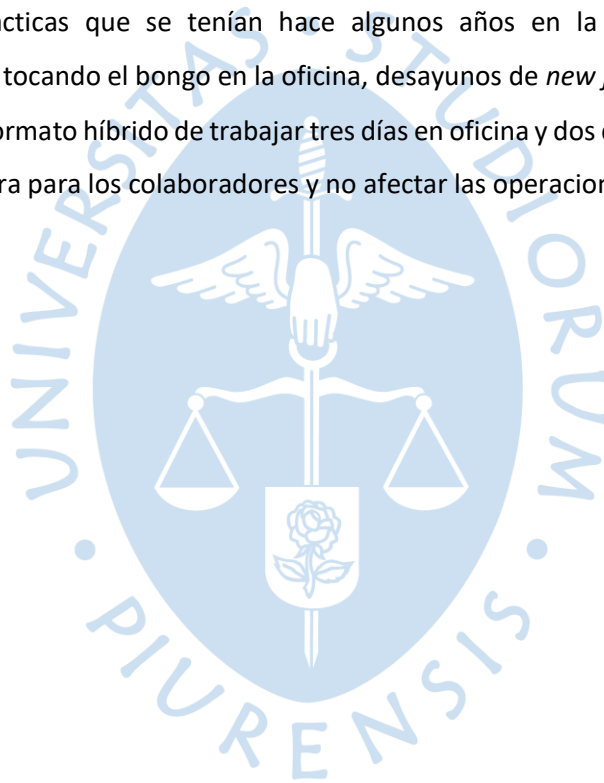 ácticas que se tenían hace algunos años en la
tocando el bongo en la oficina, desayunos de new
ormato híbrido de trabajar tres días en oficina y dos
ra para los colaboradores y no afectar las operacion
UNIVERSITAS • STUDIORUM • PIURENSIS •